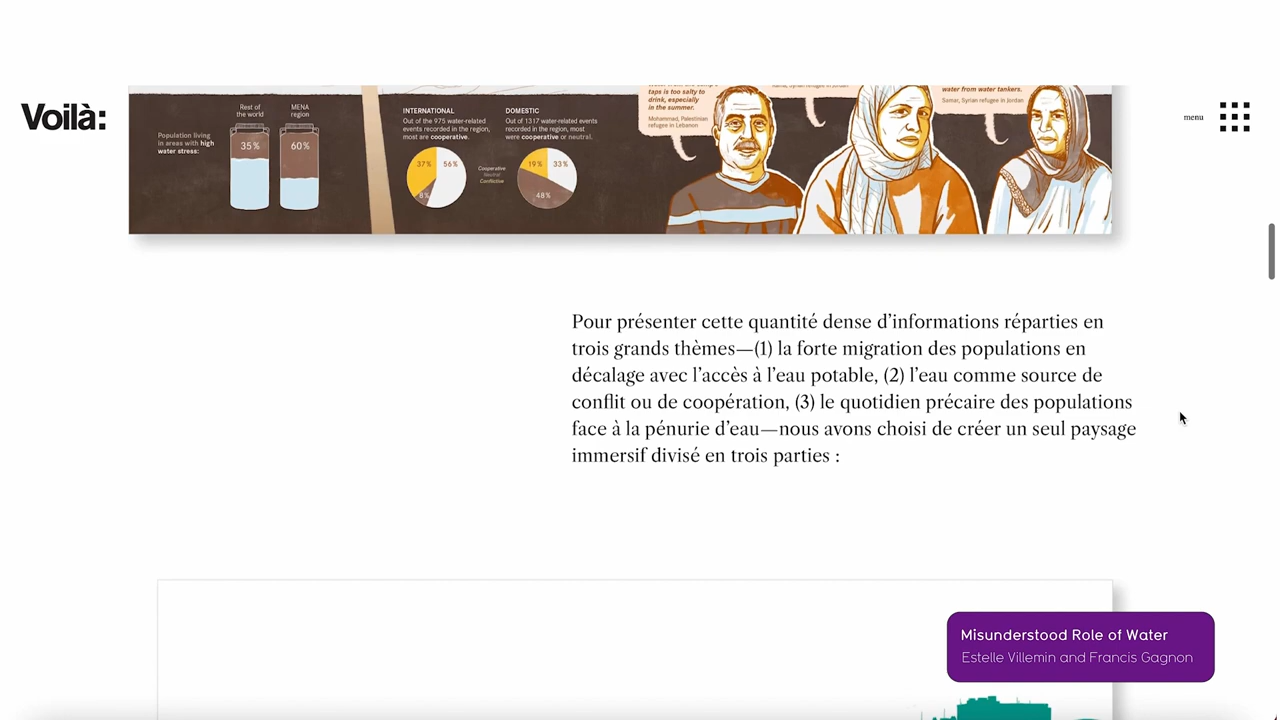 Voilà:
menu
Rest of
the world
MENA
region
Population living
in areas with high
water stress:
35%
60%
INTERNATIONAL
Out of the 975 water-related
events recorded in the region,
most are cooperative.
37%
56%
8%
Cooperative
Neutral
Conflictive
DOMESTIC
Out of 1317 water-related
events recorded in the region, most
were cooperative or neutral.
19%
33%
48%
taps is too salty to
drink, especially
in the summer.
Mohammad, Palestinian
refugee in Lebanon
Syrian refugee in Jordan
water from water tankers.
Samar, Syrian refugee in Jordan
Pour présenter cette quantité dense d’informations réparties en
trois grands thèmes—(1) la forte migration des populations en
décalage avec l’accès à l’eau potable, (2) l’eau comme source de
conflit ou de coopération, (3) le quotidien précaire des populations
face à la pénurie d’eau—nous avons choisi de créer un seul paysage
immersif divisé en trois parties :
Misunderstood Role of Water
Estelle Villemin and Francis Gagnon